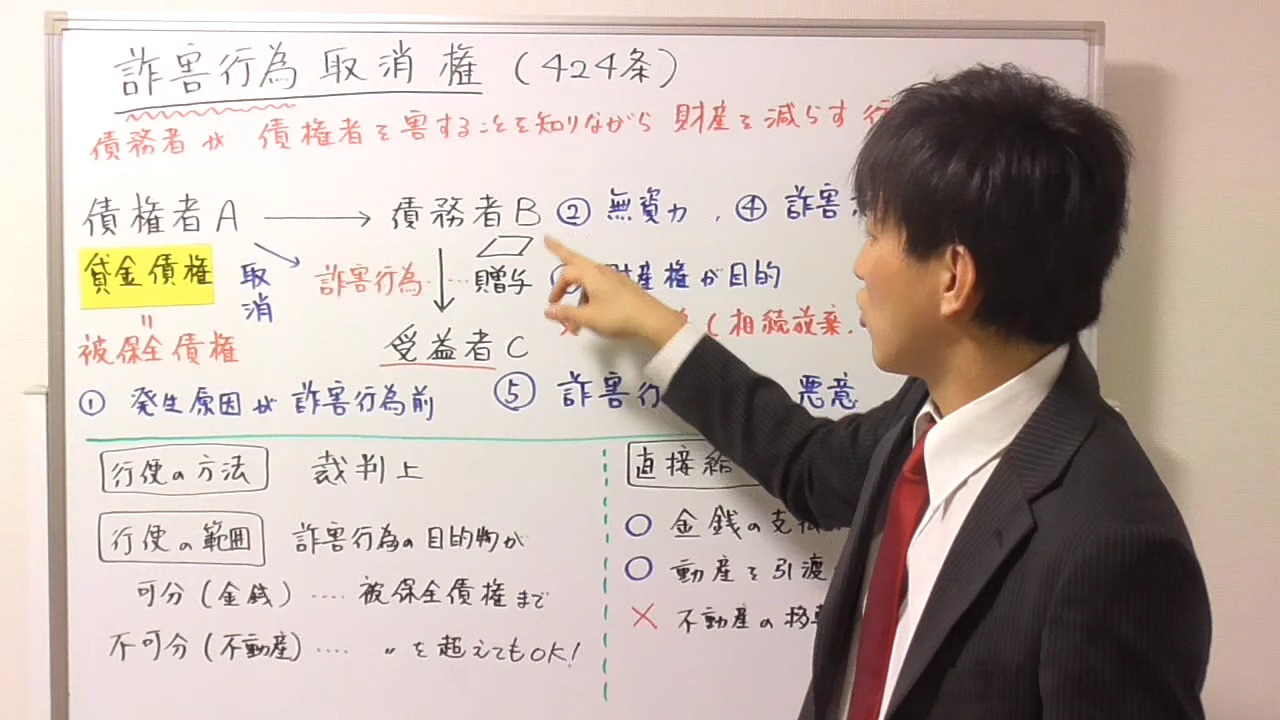 詐害行為取消権(424条)
債務者が債権者を害することを知りながら財産を減らす行
債権者A → 債務者B ②無資力, ④詐害
貸金債権 取消 詐害行為……贈与 財産権が目的
(相続放棄.
=
被保全債権 受益者C
① 発生原因が詐害行為前 ⑤ 詐害行 悪意
行使の方法 裁判上
行使の範囲 詐害行為の目的物が
可分(金銭)…‥被保全債権まで
不可分(不動産)…‥〃を超えてもOK!
直接給
○ 金銭の支
○ 動産を引渡
× 不動産の移